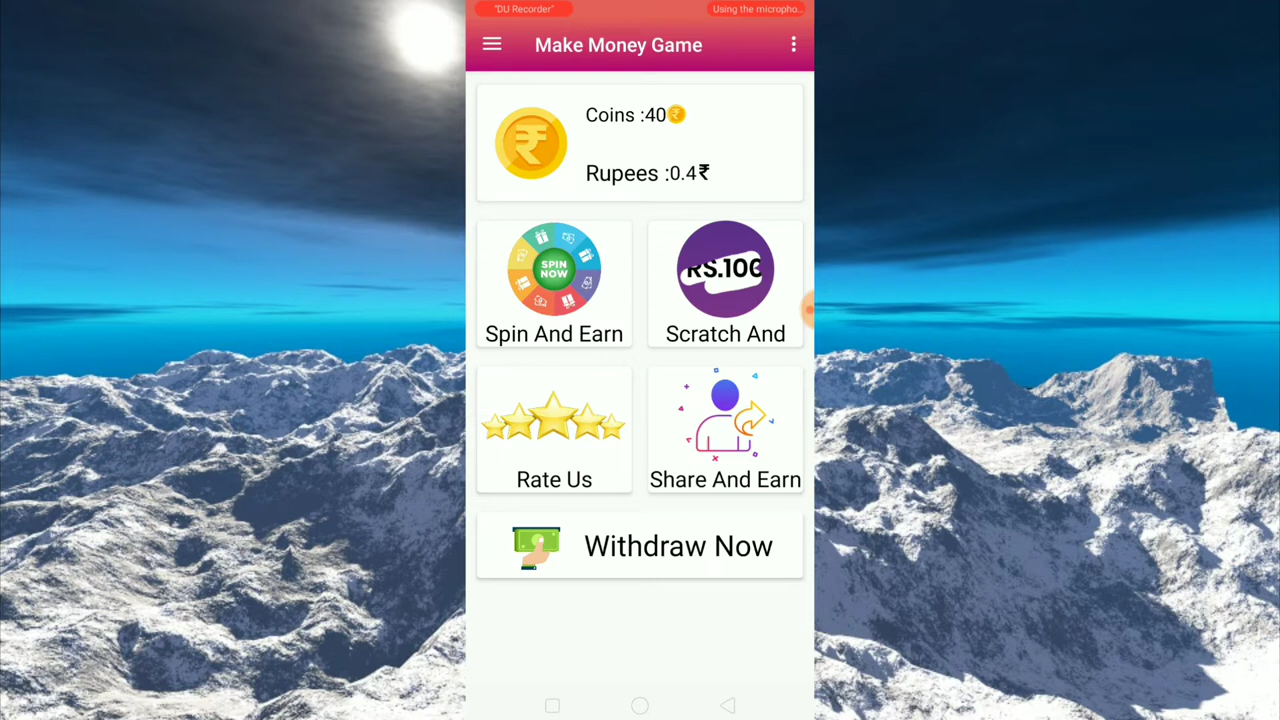 "DU Recorder"
Using the micropho...
Make Money Game
Coins :40
Rupees :0.4₹
SPIN
NOW
RS.100
Spin And Earn
Scratch And
Rate Us
Share And Earn
Withdraw Now